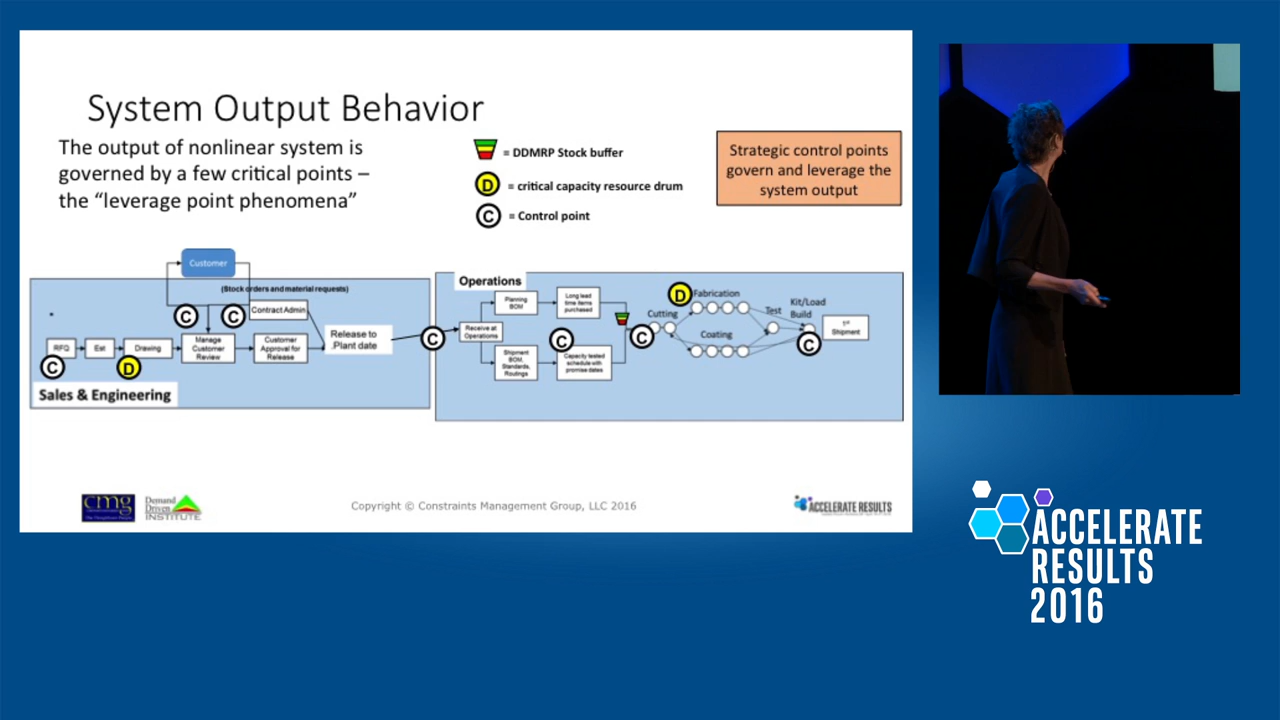 System Output Behavior
The output of nonlinear system is
governed by a few critical points –
the “leverage point phenomena”
= DDMRP Stock buffer
D = critical capacity resource drum
C = Control point
Strategic control points
govern and leverage the
system output
Customer
(Stock orders and material requests)
C
C
Contract Admin
RFQ
Est
Drawing
Manage
Customer
Review
Customer
Approval for
Release
Release to
Plant date
C
D
Sales & Engineering
C
Operations
Planning
BOM
Long lead
time items
purchased
Receive at
Operations
C
Shipment
BOM,
Standards,
Routings
Capacity tested
schedule with
promise dates
Cutting
C
D
Fabrication
Coating
Test
Kit/Load
Build
C
1st
Shipment
cmg
Demand
Driven
INSTITUTE
Copyright © Constraints Management Group, LLC 2016
ACCELERATE RESULTS
ACCELERATE
RESULTS
2016